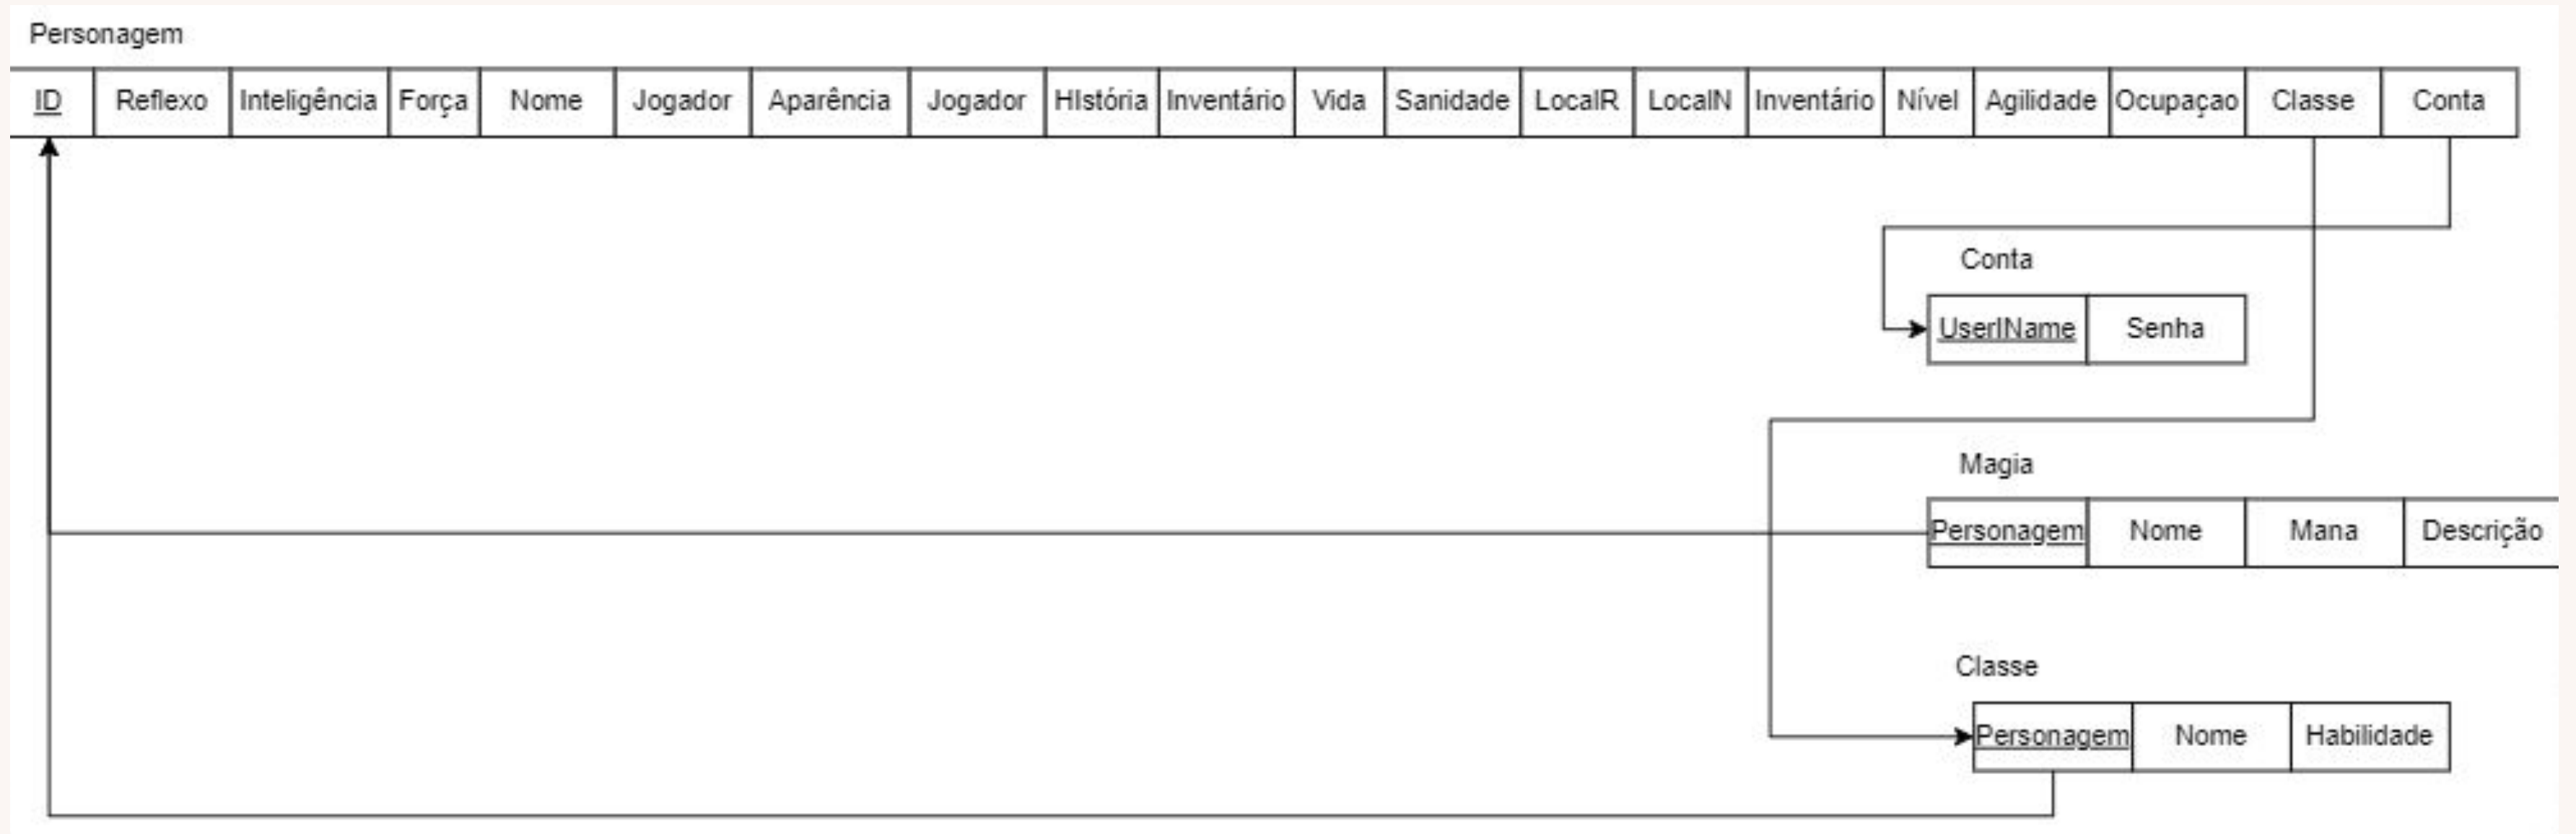 Personagem
ID Reflexo Inteligência Força Nome Jogador Aparência Jogador HIstória Inventário Vida Sanidade LocalR LocalN Inventário Nível Agilidade Ocupaçao Classe Conta
Conta
UserIName Senha
Magia
Personagem Nome Mana Descrição
Classe
Personagem Nome Habilidade